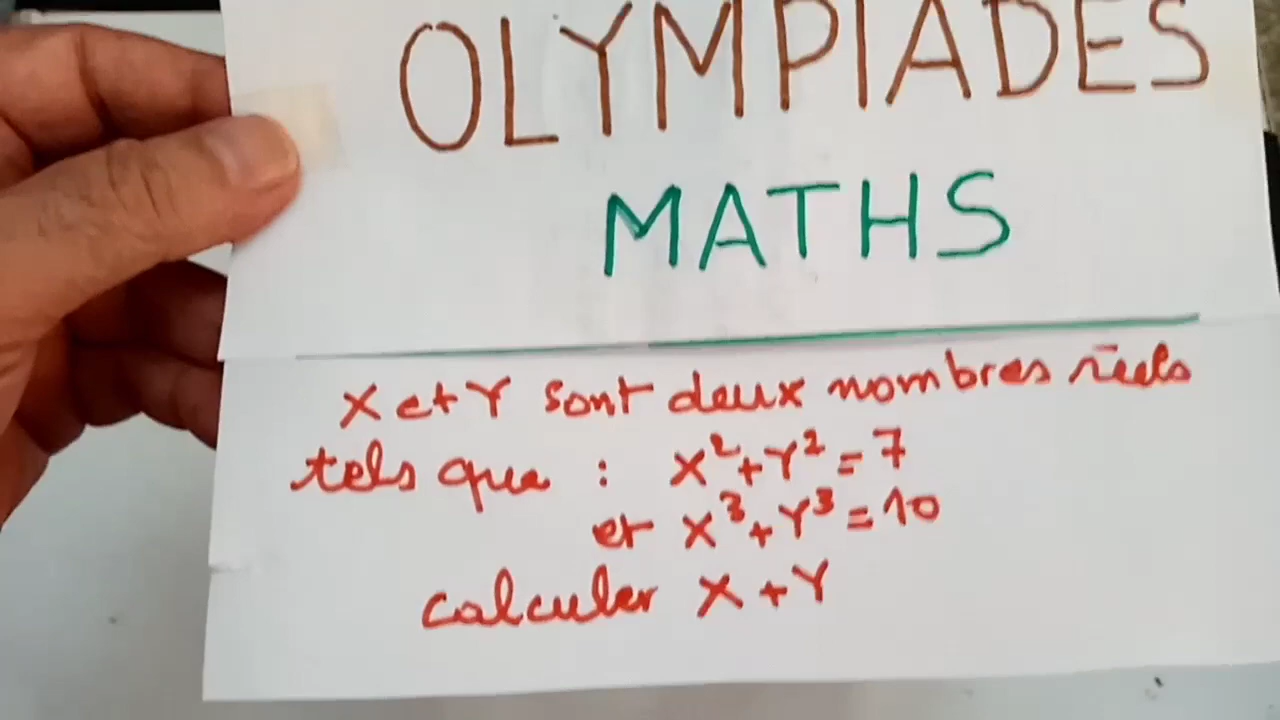 OLYMPIADES
MATHS
X et Y sont deux nombres réels
tels que : X²+Y²=7
et X³+Y³=10
calculer X+Y